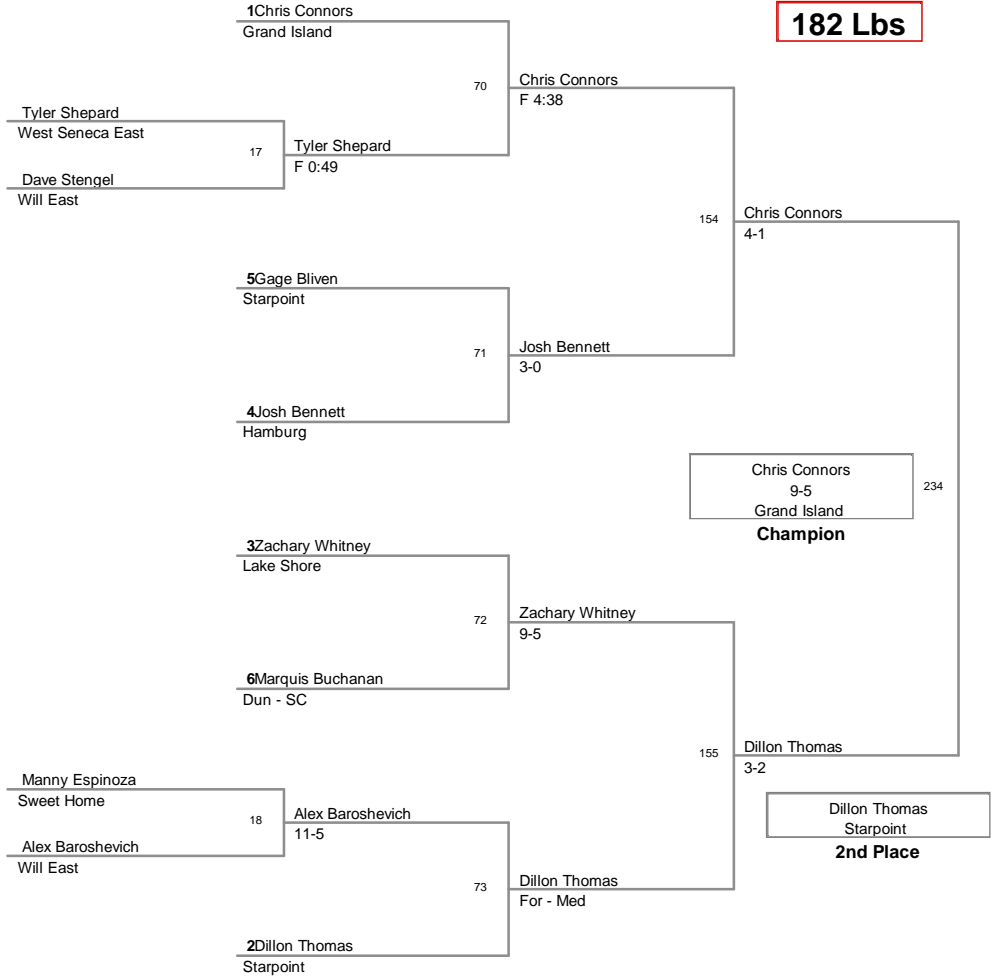 1Chris Connors
182 Lbs
Grand Island
70
Chris Connors
F 4:38
Tyler Shepard
West Seneca East
17
Tyler Shepard
F 0:49
Dave Stengel
Will East
154
Chris Connors
4-1
5Gage Bliven
Starpoint
71
Josh Bennett
3-0
4Josh Bennett
Hamburg
Chris Connors
9-5
Grand Island
234
Champion
3Zachary Whitney
Lake Shore
72
Zachary Whitney
9-5
6Marquis Buchanan
Dun - SC
155
Dillon Thomas
3-2
Manny Espinoza
Sweet Home
18
Alex Baroshevich
11-5
Alex Baroshevich
Will East
Dillon Thomas
Starpoint
2nd Place
73
Dillon Thomas
For - Med
2Dillon Thomas
Starpoint